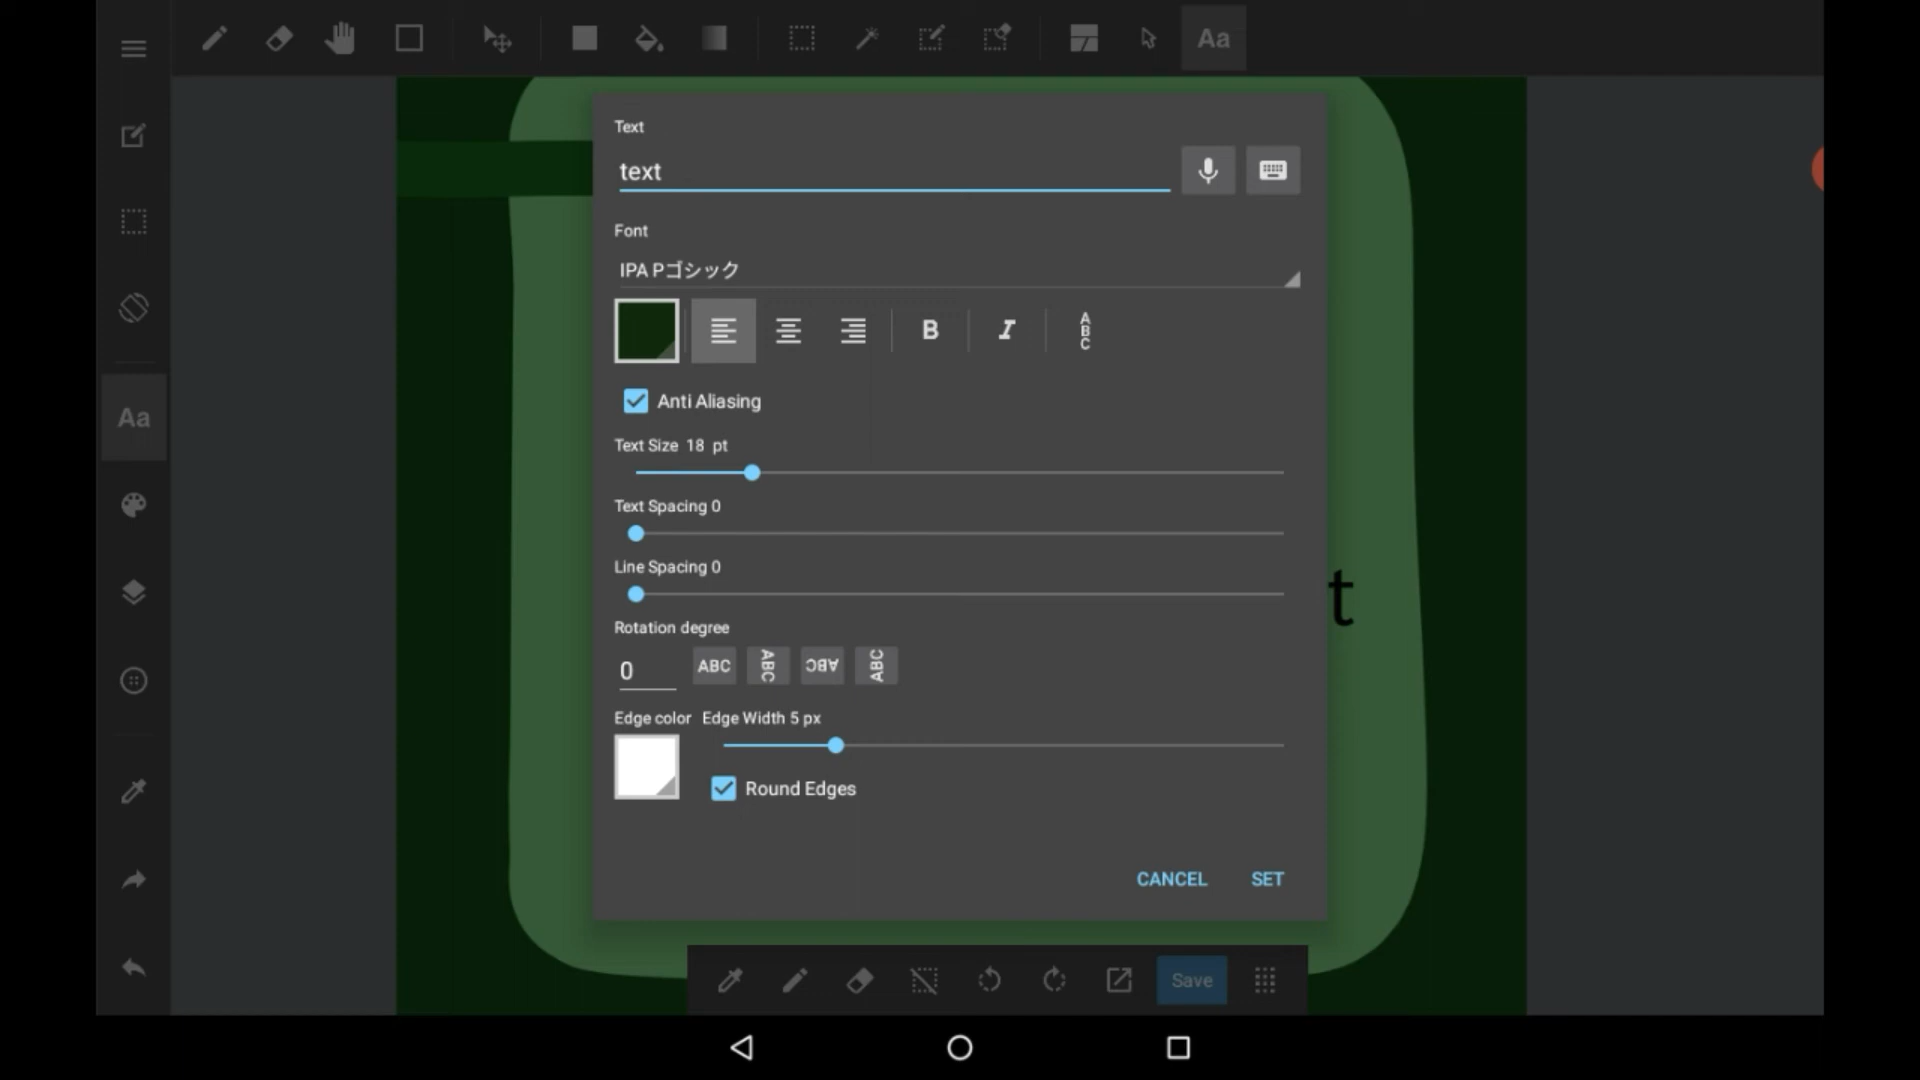 Aa
Text
text
Font
IPA Pゴシック
B I ABC
Anti Aliasing
Aa
Text Size 18 pt
Text Spacing 0
Line Spacing 0
t
Rotation degree
0 ABC ABC ABC ABC
Edge color Edge Width 5 px
Round Edges
CANCEL SET
Save